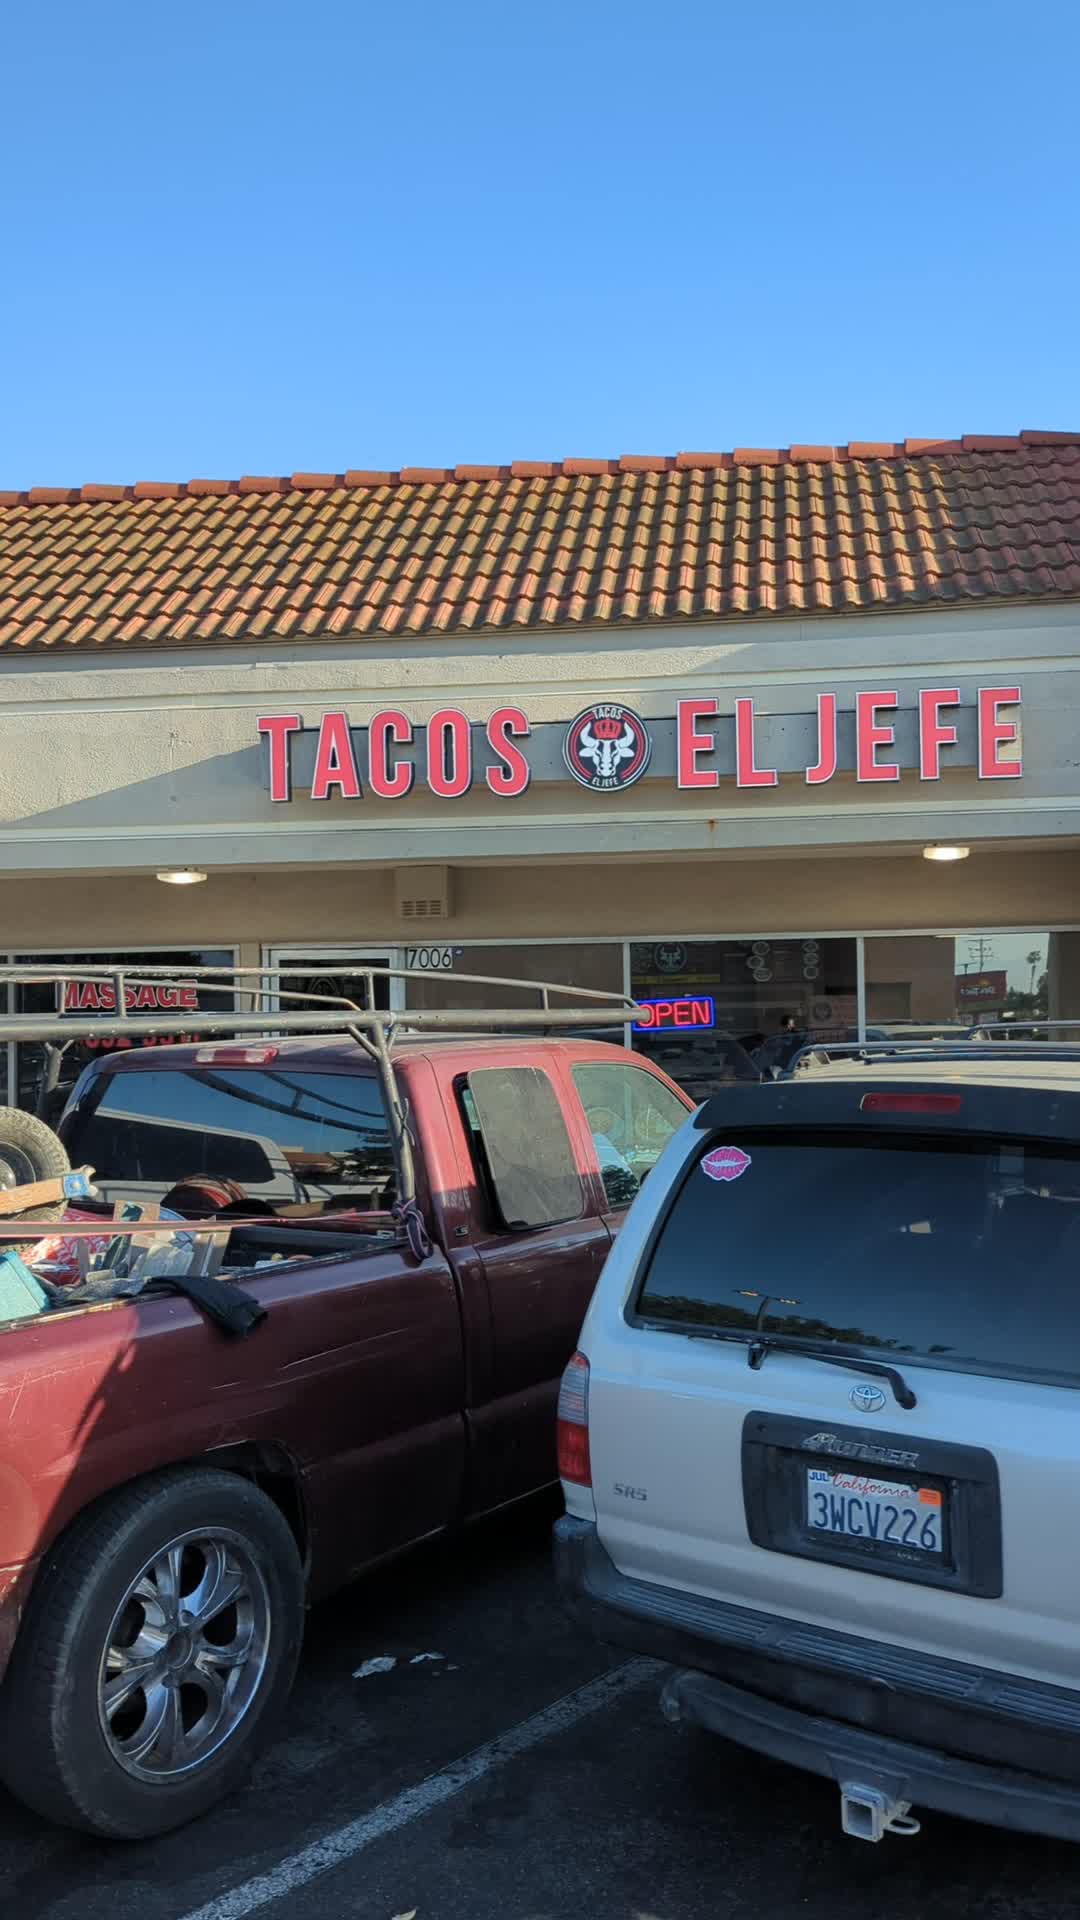 TACOS EL JEFE
TACOS
EL JEFE
7006
MASSAGE
OPEN
4RUNNER
SR5
JUL California
3WCV226